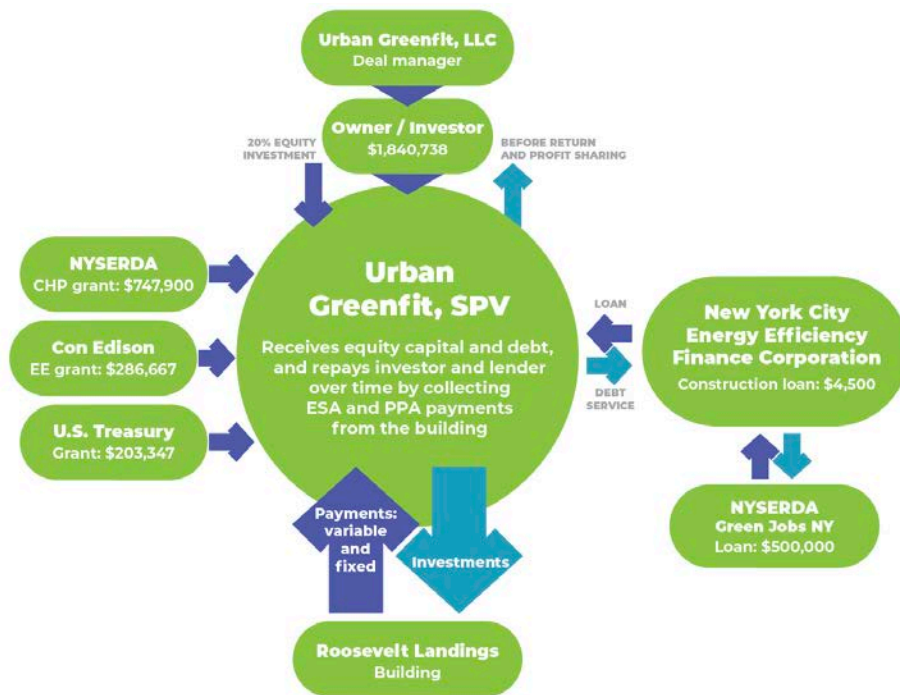 Urban Greenfit, LLC
Deal manager
Owner / Investor
$1,840,738
20% EQUITY
INVESTMENT
BEFORE RETURN
AND PROFIT SHARING
NYSERDA
CHP grant: $747,900
Con Edison
EE grant: $286,667
U.S. Treasury
Grant: $203,347
Urban
Greenfit, SPV
Receives equity capital and debt,
and repays investor and lender
over time by collecting
ESA and PPA payments
from the building
LOAN
DEBT
SERVICE
New York City
Energy Efficiency
Finance Corporation
Construction loan: $4,500
NYSERDA
Green Jobs NY
Loan: $500,000
Payments:
variable
and
fixed
Investments
Roosevelt Landings
Building